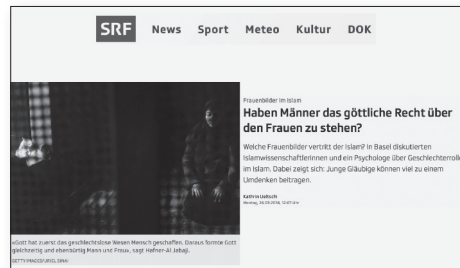 SRF News Sport Meteo Kultur DOK
Frauenbilder im Islam
Haben Männer das göttliche Recht über
den Frauen zu stehen?
Welche Frauenbilder vertritt der Islam? In Basel diskutierten
Islamwissenschaftlerinnen und ein Psychologe über Geschlechterrolle
im Islam. Dabei zeigt sich: Junge Gläubige können viel zu einem
Umdenken beitragen.
Kathrin Ueltschi
«Gott hat zuerst das geschlechtslose Wesen Mensch geschaffen. Daraus formte Gott
gleichzeitig und ebenbürtig Mann und Frau», sagt Hafner-Al Jabaji.